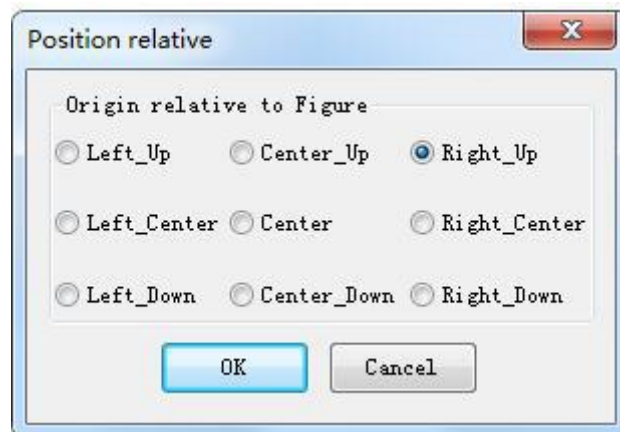 Position relative
Origin relative to Figure
Left_Up Center_Up Right_Up
Left_Center Center Right_Center
Left_Down Center_Down Right_Down
OK Cancel